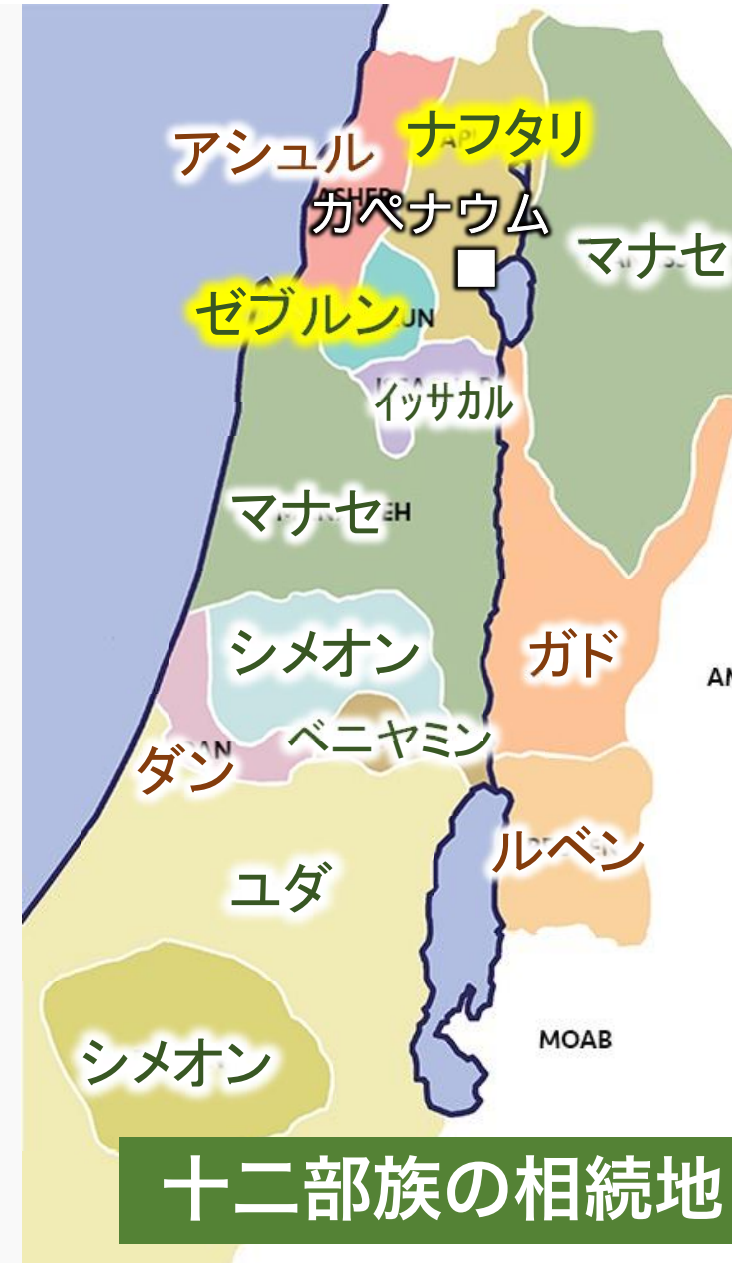 ナフタリ
アシュル
カペナウム
マナセ
ゼブルン
UN
イッサカル
マナセ
EH
シメオン
ガド
ベニヤミン
ダン
ルベン
ユダ
MOAB
シメオン
十二部族の相続地